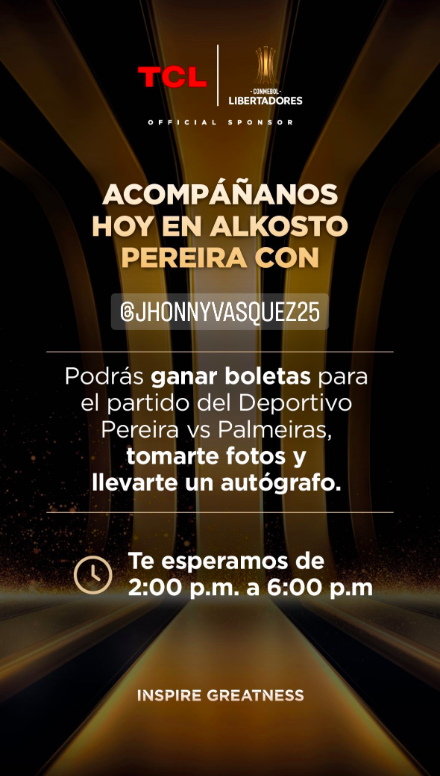 TCL
CONMEBOL
LIBERTADORES
OFFICIAL SPONSOR
ACOMPÁÑANOS
HOY EN ALKOSTO
PEREIRA CON
@JHONNYVASQUEZ25
Podrás ganar boletas para
el partido del Deportivo
Pereira vs Palmeiras,
tomarte fotos y
llevarte un autógrafo.
Te esperamos de
2:00 p.m. a 6:00 p.m
INSPIRE GREATNESS